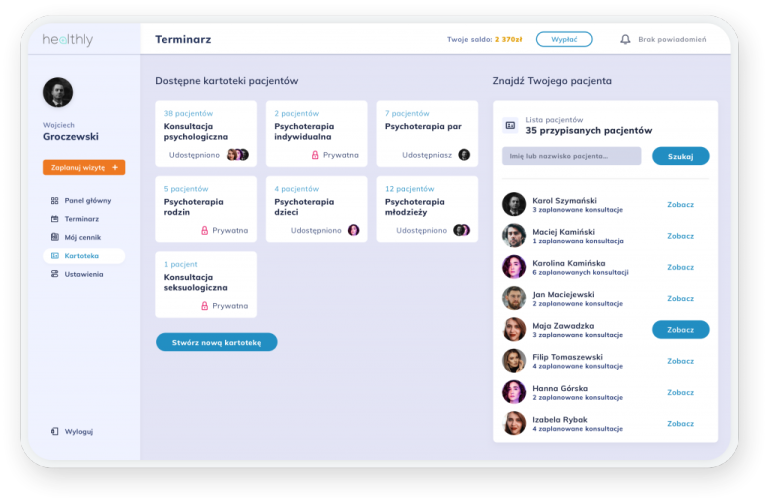 healthly
Terminarz
Twoje saldo: 2 370zł
Wypłać
Brak powiadomień
Wojciech
Groczewski
Zaplanuj wizytę +
Panel główny
Terminarz
Mój cennik
Kartoteka
Ustawienia
Wyloguj
Dostępne kartoteki pacjentów
38 pacjentów
Konsultacja
psychologiczna
Udostępniono
2 pacjentów
Psychoterapia
indywidualna
Prywatna
7 pacjentów
Psychoterapia par
Udostępniasz
5 pacjentów
Psychoterapia
rodzin
Prywatna
4 pacjentów
Psychoterapia
dzieci
Udostępniono
12 pacjentów
Psychoterapia
młodzieży
Udostępniono
1 pacjent
Konsultacja
seksuologiczna
Prywatna
Stwórz nową kartotekę
Znajdź Twojego pacjenta
Lista pacjentów
35 przypisanych pacjentów
Imię lub nazwisko pacjenta...
Szukaj
Karol Szymański
3 zaplanowane konsultacje
Zobacz
Maciej Kamiński
1 zaplanowana konsultacja
Zobacz
Karolina Kamińska
6 zaplanowanych konsultacji
Zobacz
Jan Maciejewski
2 zaplanowane konsultacje
Zobacz
Maja Zawadzka
3 zaplanowane konsultacje
Zobacz
Filip Tomaszewski
4 zaplanowane konsultacje
Zobacz
Hanna Górska
2 zaplanowane konsultacje
Zobacz
Izabela Rybak
4 zaplanowane konsultacje
Zobacz